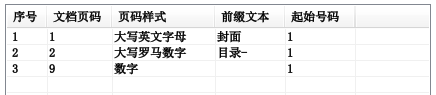 序号 文档页码 页码样式 前缀文本 起始号码
1 1 大写英文字母 封面 1
2 2 大写罗马数字 目录- 1
3 9 数字 1